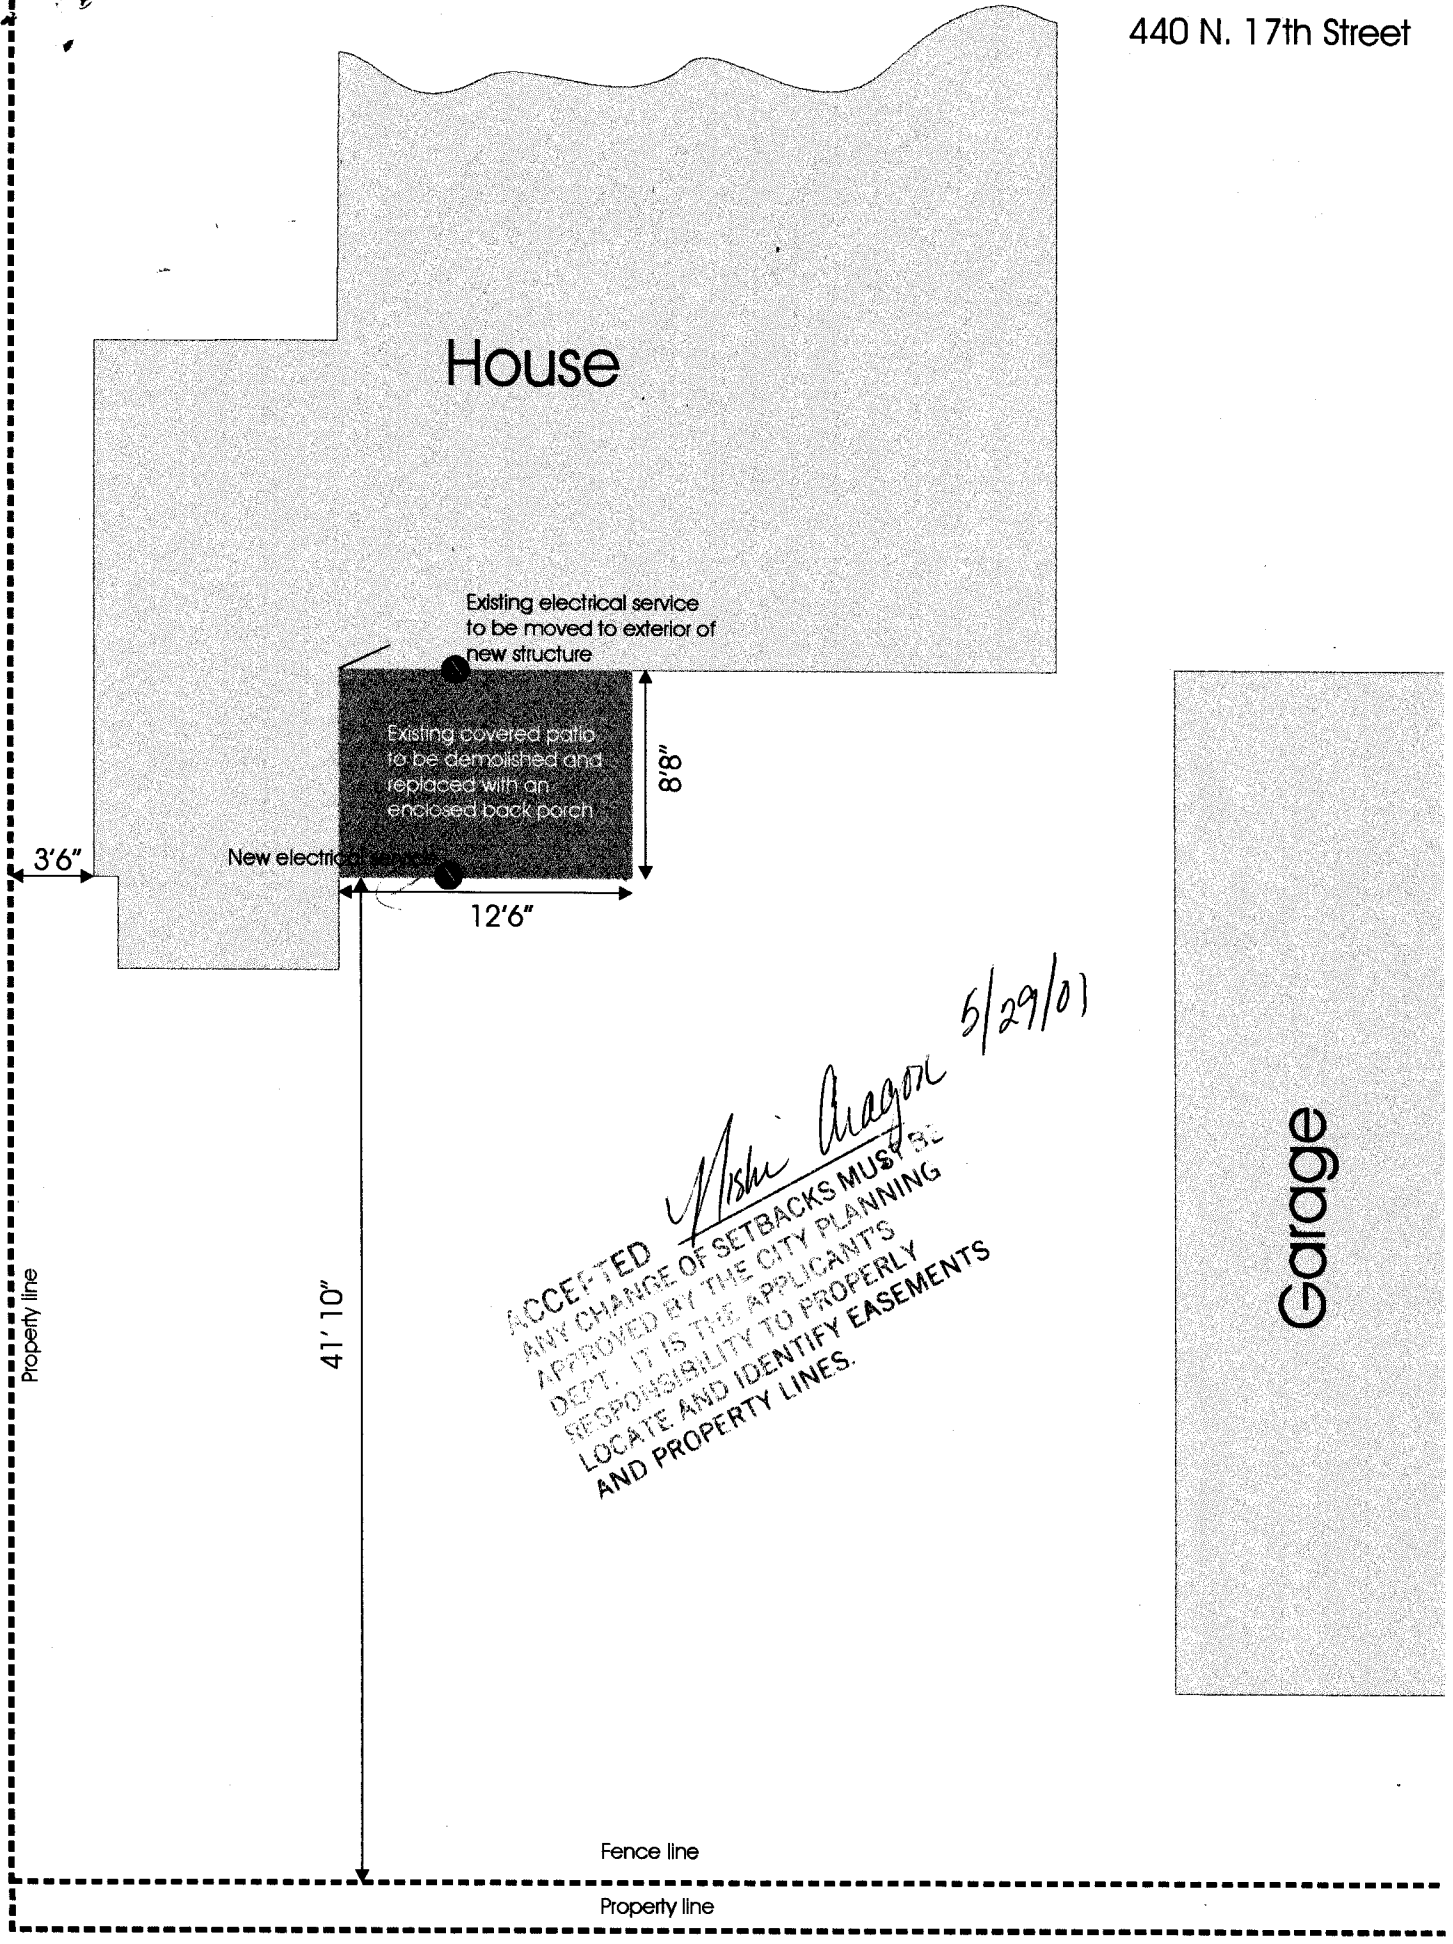 440 N. 17th Street
House
Existing electrical service
to be moved to exterior of
new structure
Existing covered patio
to be demolished and
replaced with an
enclosed back porch
8'8"
3'6"
New electrical service
12'6"
5/29/01
Aragon
ACCEPTED
ANY CHANGE OF SETBACKS MUST BE
APPROVED BY THE CITY PLANNING
DEPT. IT IS THE APPLICANT'S
RESPONSIBILITY TO PROPERLY
LOCATE AND IDENTIFY EASEMENTS
AND PROPERTY LINES.
Garage
Property line
41' 10"
Fence line
Property line